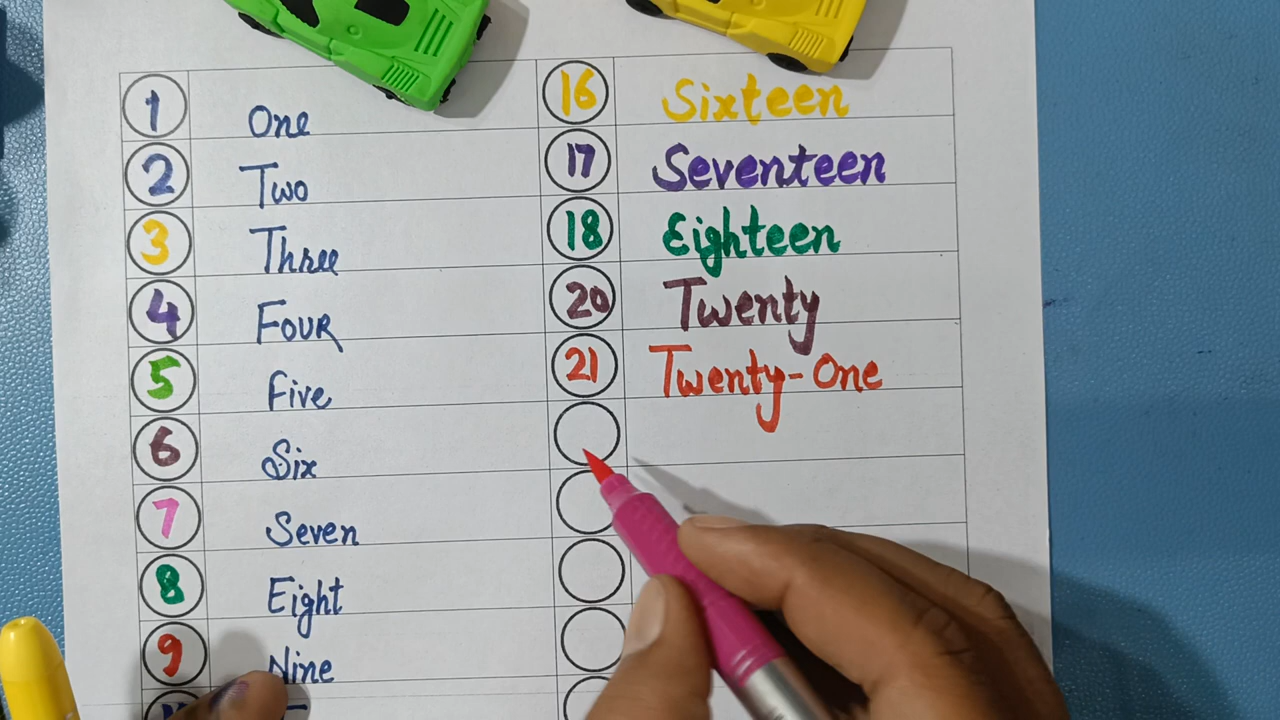 1 One
2 Two
3 Three
4 FOUR
5 Five
6 Six
7 Seven
8 Eight
9 Nine
16 Sixteen
17 Seventeen
18 Eighteen
20 Twenty
21 Twenty-One